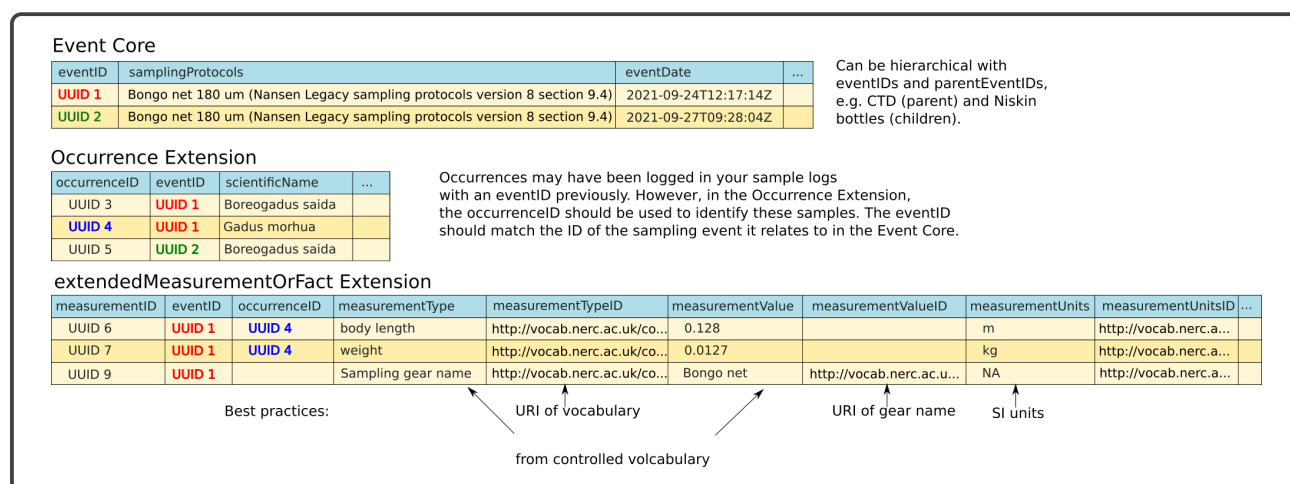 Event Core
eventID samplingProtocols eventDate ...
UUID 1 Bongo net 180 um (Nansen Legacy sampling protocols version 8 section 9.4) 2021-09-24T12:17:14Z
UUID 2 Bongo net 180 um (Nansen Legacy sampling protocols version 8 section 9.4) 2021-09-27T09:28:04Z
Can be hierarchical with
eventIDs and parentEventIDs,
e.g. CTD (parent) and Niskin
bottles (children).
Occurrence Extension
occurrenceID eventID scientificName ...
UUID 3 UUID 1 Boreogadus saida
UUID 4 UUID 1 Gadus morhua
UUID 5 UUID 2 Boreogadus saida
Occurrences may have been logged in your sample logs
with an eventID previously. However, in the Occurrence Extension,
the occurrenceID should be used to identify these samples. The eventID
should match the ID of the sampling event it relates to in the Event Core.
extendedMeasurementOrFact Extension
measurementID eventID occurrenceID measurementType measurementTypeID measurementValue measurementValueID measurementUnits measurementUnitsID ...
UUID 6 UUID 1 UUID 4 body length http://vocab.nerc.ac.uk/co... 0.128 m http://vocab.nerc.a...
UUID 7 UUID 1 UUID 4 weight http://vocab.nerc.ac.uk/co... 0.0127 kg http://vocab.nerc.a...
UUID 9 UUID 1 Sampling gear name http://vocab.nerc.ac.uk/co... Bongo net http://vocab.nerc.ac.u... NA http://vocab.nerc.a...
Best practices: URI of vocabulary URI of gear name SI units
from controlled volcabulary